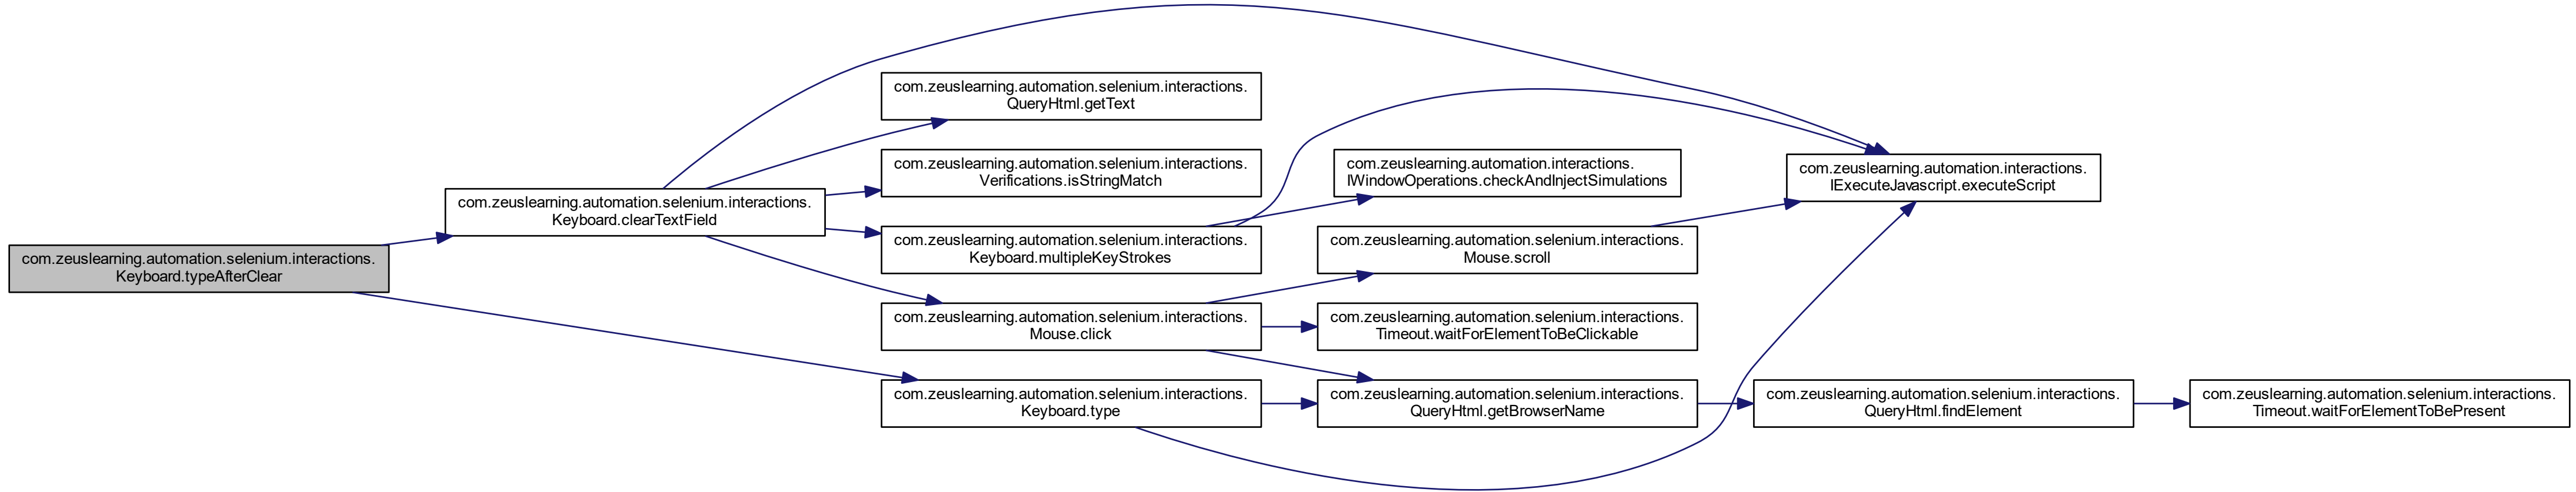 com.zeuslearning.automation.selenium.interactions.
Keyboard.typeAfterClear
com.zeuslearning.automation.selenium.interactions.
Keyboard.clearTextField
com.zeuslearning.automation.selenium.interactions.
QueryHtml.getText
com.zeuslearning.automation.selenium.interactions.
Verifications.isStringMatch
com.zeuslearning.automation.selenium.interactions.
Keyboard.multipleKeyStrokes
com.zeuslearning.automation.selenium.interactions.
Mouse.click
com.zeuslearning.automation.selenium.interactions.
Keyboard.type
com.zeuslearning.automation.interactions.
IWindowOperations.checkAndInjectSimulations
com.zeuslearning.automation.selenium.interactions.
Mouse.scroll
com.zeuslearning.automation.selenium.interactions.
Timeout.waitForElementToBeClickable
com.zeuslearning.automation.selenium.interactions.
QueryHtml.getBrowserName
com.zeuslearning.automation.interactions.
IExecuteJavascript.executeScript
com.zeuslearning.automation.selenium.interactions.
QueryHtml.findElement
com.zeuslearning.automation.selenium.interactions.
Timeout.waitForElementToBePresent